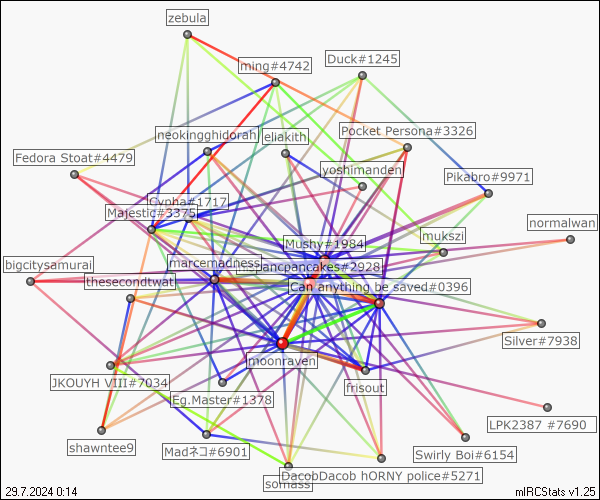 zebula
ming#4742
Duck#1245
neokingghidorah
eliakith
Pocket Persona#3326
Fedora Stoat#4479
yoshimanden
Pikabro#9971
Cynha#1717
Majestic#3375
normalwan
Mushy#1984
mukszi
bigcitysamurai
marcemadness
pancpancakes#2928
thesecondtwat
Can anything be saved#0396
Silver#7938
moonraven
JKOUYH VIII#7034
frisout
Eg.Master#1378
LPK2387 #7690
shawntee9
Madネコ#6901
Swirly Boi#6154
DacobDacob hORNY police#5271
somass
29.7.2024 0:14
mIRCStats v1.25